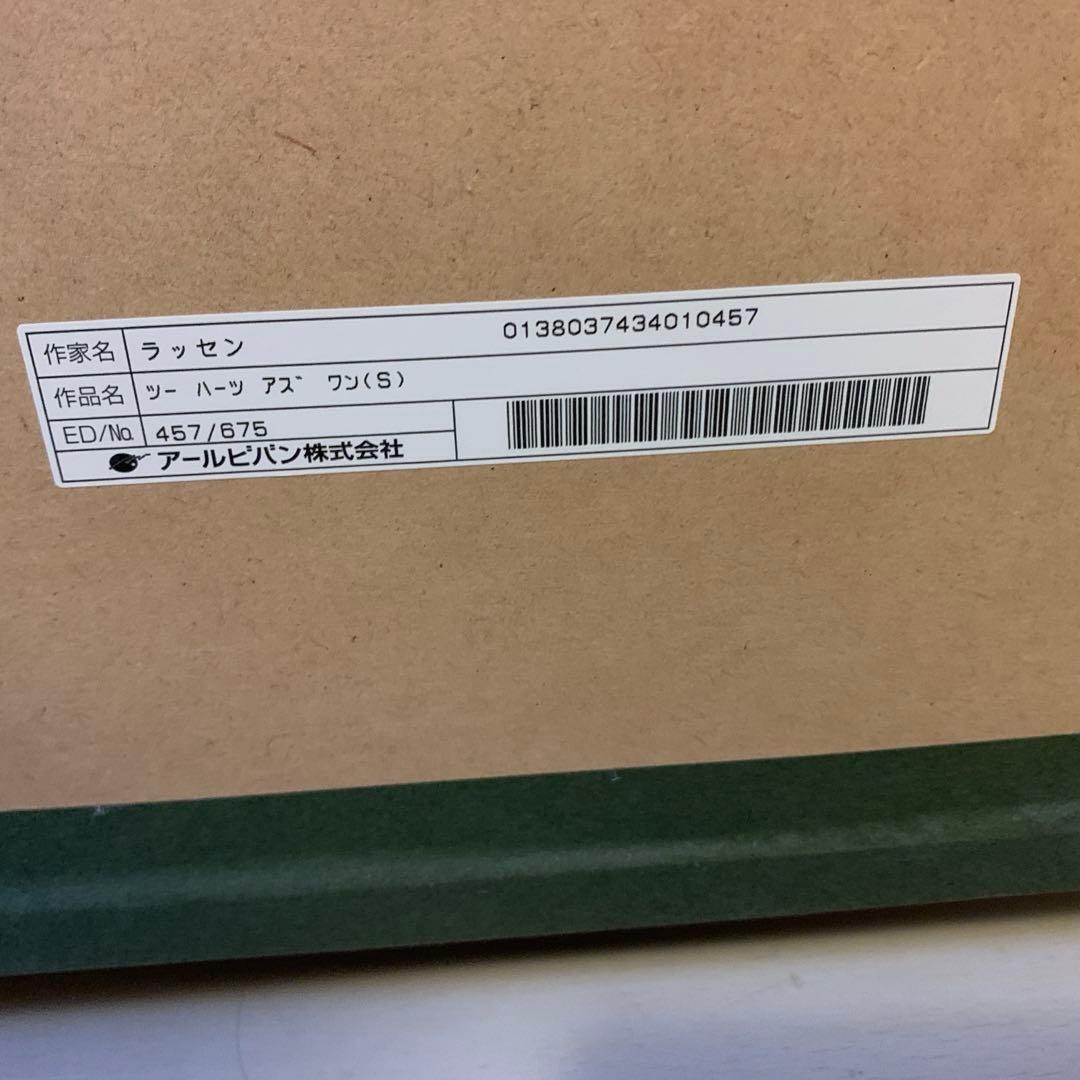 作家名 ラッセン 0138037434010457
作品名 ツー ハーツ アズ ワン(S)
ED/No. 457/675
アールビバン株式会社